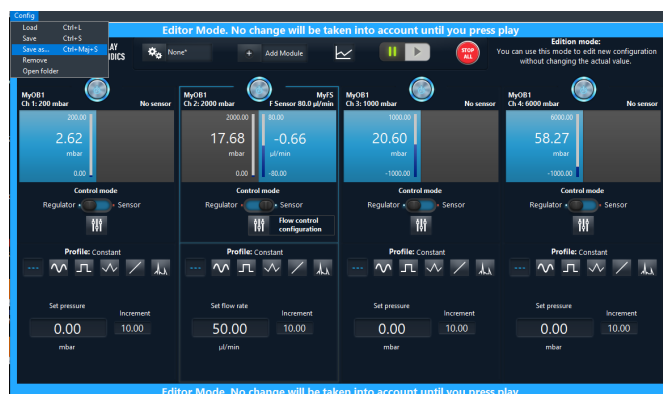 Config
Load Ctrl+L
Save Ctrl+S
Save as... Ctrl+Maj+S
Remove
Open folder
Editor Mode. No change will be taken into account until you press play
None*
+ Add Module
STOP ALL
Edition mode:
You can use this mode to edit new configuration
without changing the actual value.
MyOB1
Ch 1: 200 mbar No sensor
200.00
2.62
mbar
0.00
Control mode
Regulator Sensor
Profile: Constant
---
Set pressure
Increment
0.00 10.00
mbar
MyOB1 MyFS
Ch 2: 2000 mbar F Sensor 80.0 µl/min
2000.00 80.00
17.68 -0.66
mbar µl/min
0.00 -80.00
Control mode
Regulator Sensor
Flow control
configuration
Profile: Constant
---
Set flow rate
Increment
50.00 10.00
µl/min
MyOB1
Ch 3: 1000 mbar No sensor
1000.00
20.60
mbar
-1000.00
Control mode
Regulator Sensor
Profile: Constant
---
Set pressure
Increment
0.00 10.00
mbar
MyOB1
Ch 4: 6000 mbar No sensor
6000.00
58.27
mbar
-1000.00
Control mode
Regulator Sensor
Profile: Constant
---
Set pressure
Increment
0.00 10.00
mbar
Editor Mode. No change will be taken into account until you press play